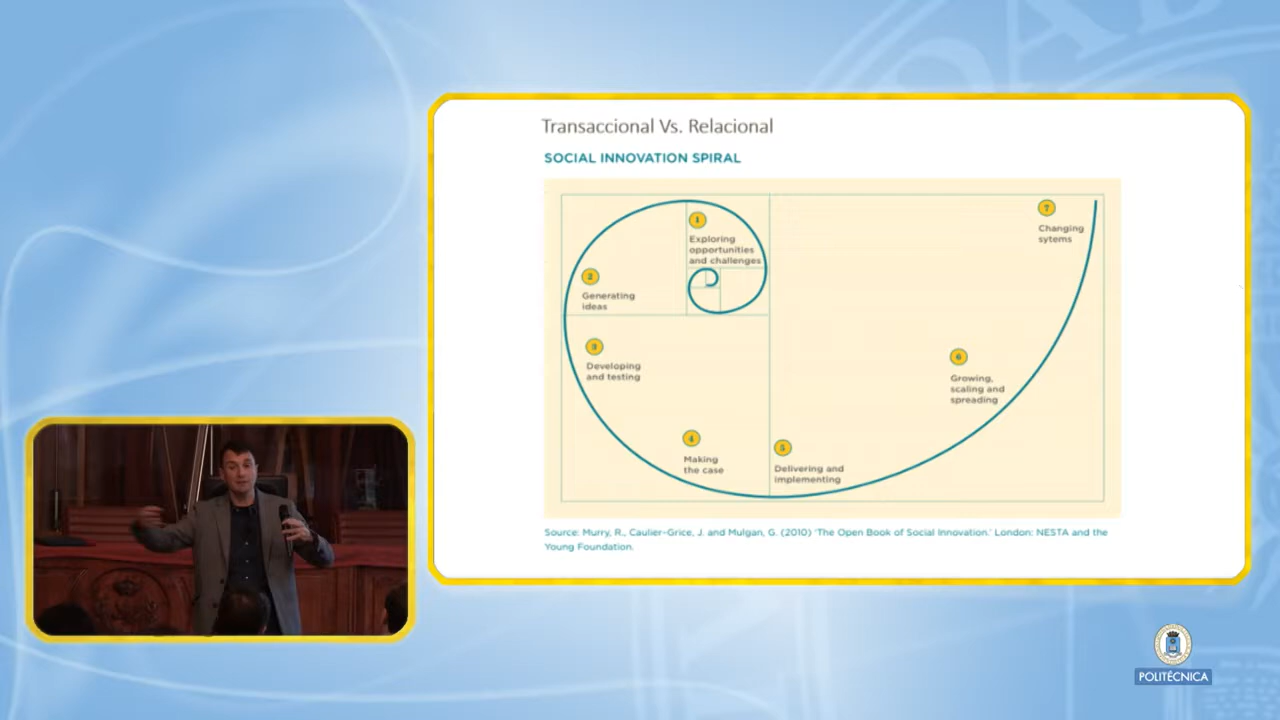 Transaccional Vs. Relacional
SOCIAL INNOVATION SPIRAL
1
Exploring
opportunities
and challenges
2
Generating
ideas
3
Developing
and testing
4
Making
the case
5
Delivering and
implementing
6
Growing,
scaling and
spreading
7
Changing
sytems
Source: Murry, R., Caulier-Grice, J. and Mulgan, G. (2010) ‘The Open Book of Social Innovation.’ London: NESTA and the
Young Foundation.
POLITÉCNICA